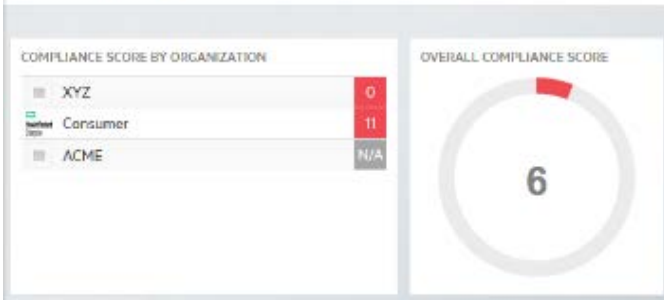 COMPLIANCE SCORE BY ORGANIZATION
XYZ 0
Consumer 11
ACME N/A
OVERALL COMPLIANCE SCORE
6